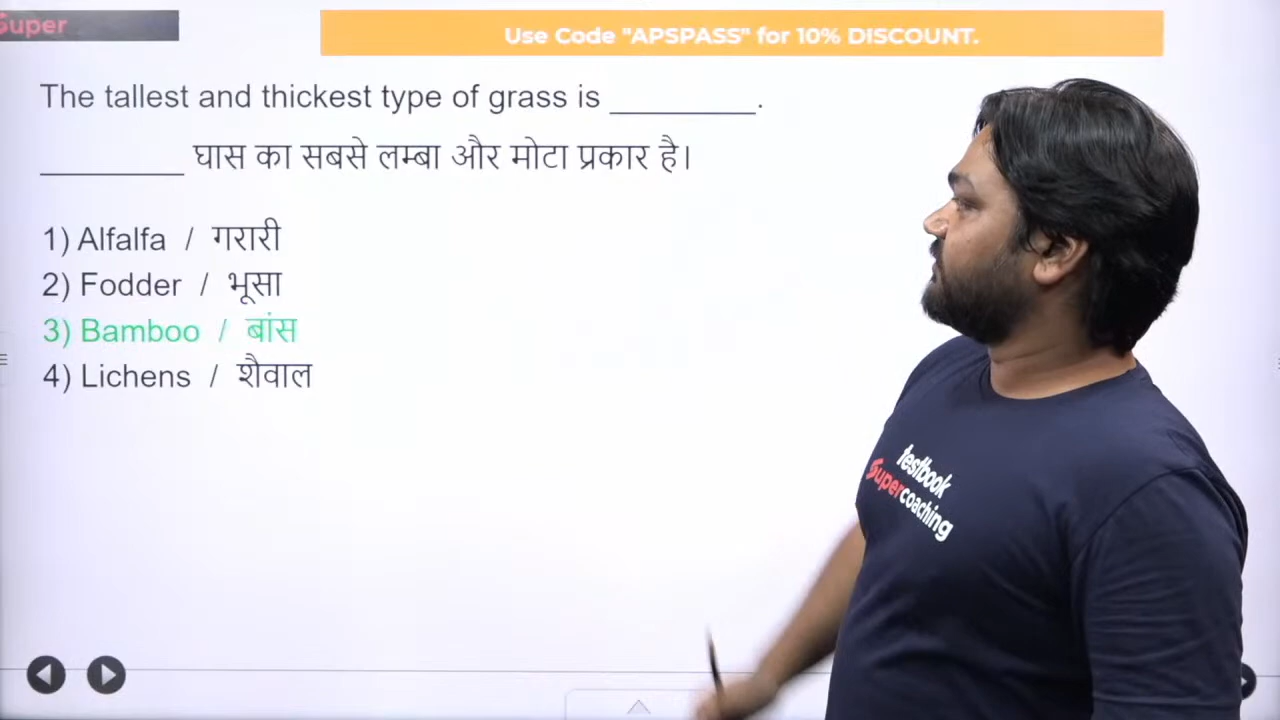 Super
Use Code "APSPASS" for 10% DISCOUNT.
The tallest and thickest type of grass is _________.
_________ घास का सबसे लम्बा और मोटा प्रकार है।
1) Alfalfa / गरारी
2) Fodder / भूसा
3) Bamboo / बांस
4) Lichens / शैवाल
testbook
Supercoaching